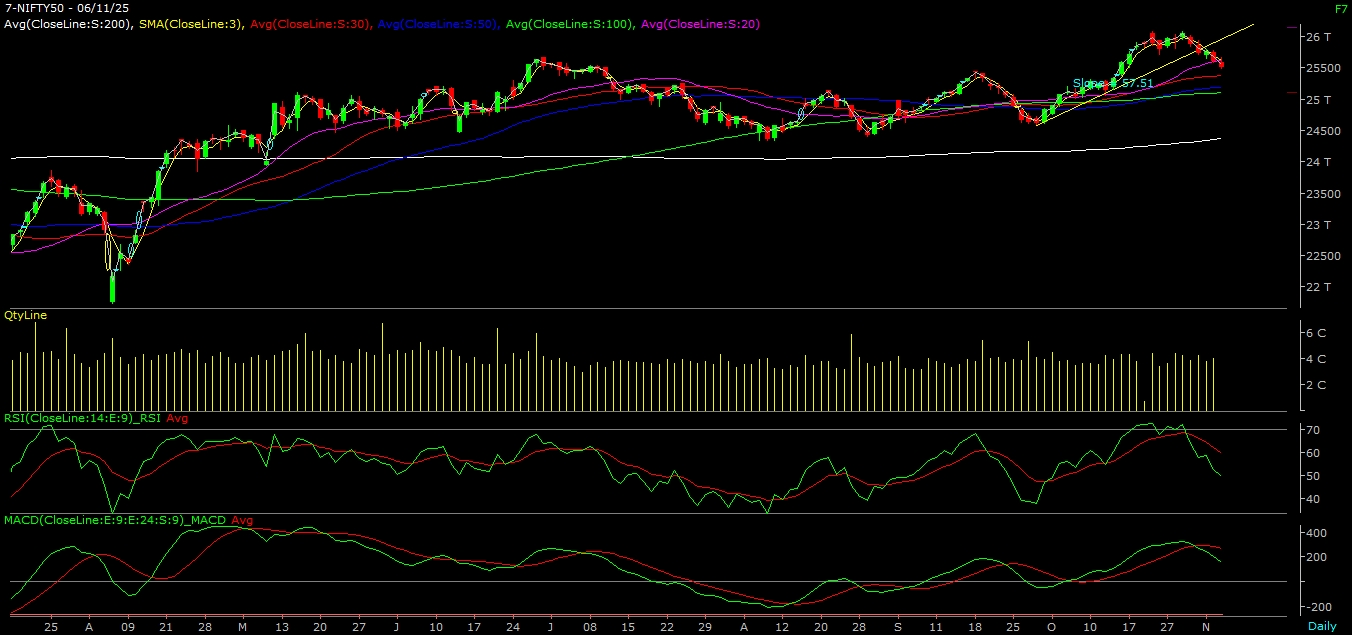 7-NIFTY50 - 06/11/25
F7
Avg(CloseLine:S:200), SMA(CloseLine:3), Avg(CloseLine:S:30), Avg(CloseLine:S:50), Avg(CloseLine:S:100), Avg(CloseLine:S:20)
26 T
25500
25 T
24500
24 T
23500
23 T
22500
22 T
QtyLine
6 C
4 C
2 C
RSI(CloseLine:14:E:9)_RSI Avg
70
60
50
40
MACD(CloseLine:E:9:E:24:S:9)_MACD Avg
400
200
-200
25 A 09 21 28 M 13 20 27 J 10 17 24 J 08 15 22 29 A 12 20 28 S 11 18 25 O 10 17 27 N
Daily